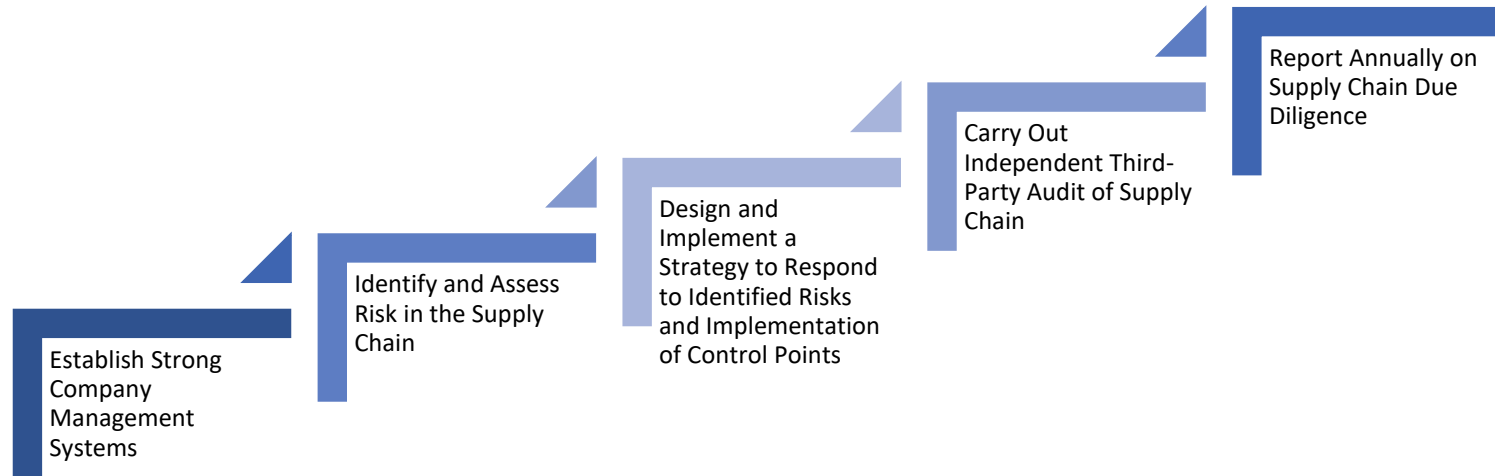 Establish Strong
Company
Management
Systems
Identify and Assess
Risk in the Supply
Chain
Design and
Implement a
Strategy to Respond
to Identified Risks
and Implementation
of Control Points
Carry Out
Independent Third-
Party Audit of Supply
Chain
Report Annually on
Supply Chain Due
Diligence